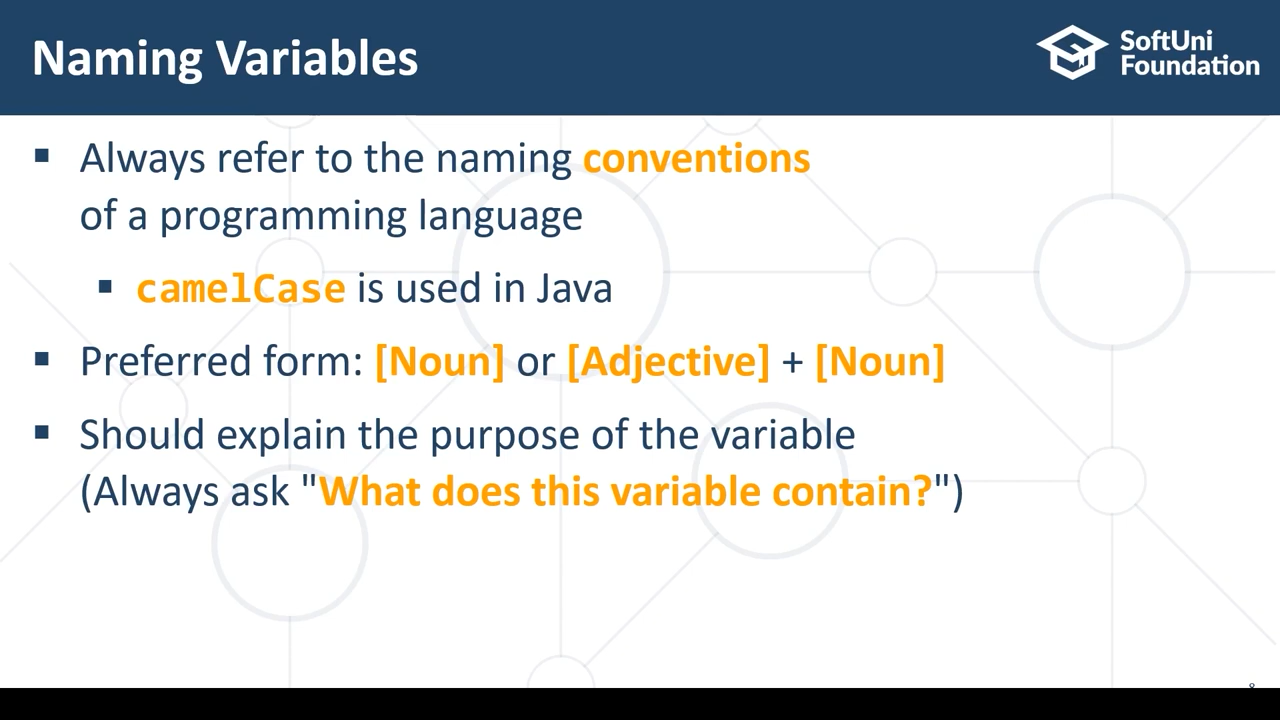 Naming Variables
SoftUni
Foundation
▪ Always refer to the naming conventions
of a programming language
▪ camelCase is used in Java
▪ Preferred form: [Noun] or [Adjective] + [Noun]
▪ Should explain the purpose of the variable
(Always ask "What does this variable contain?")